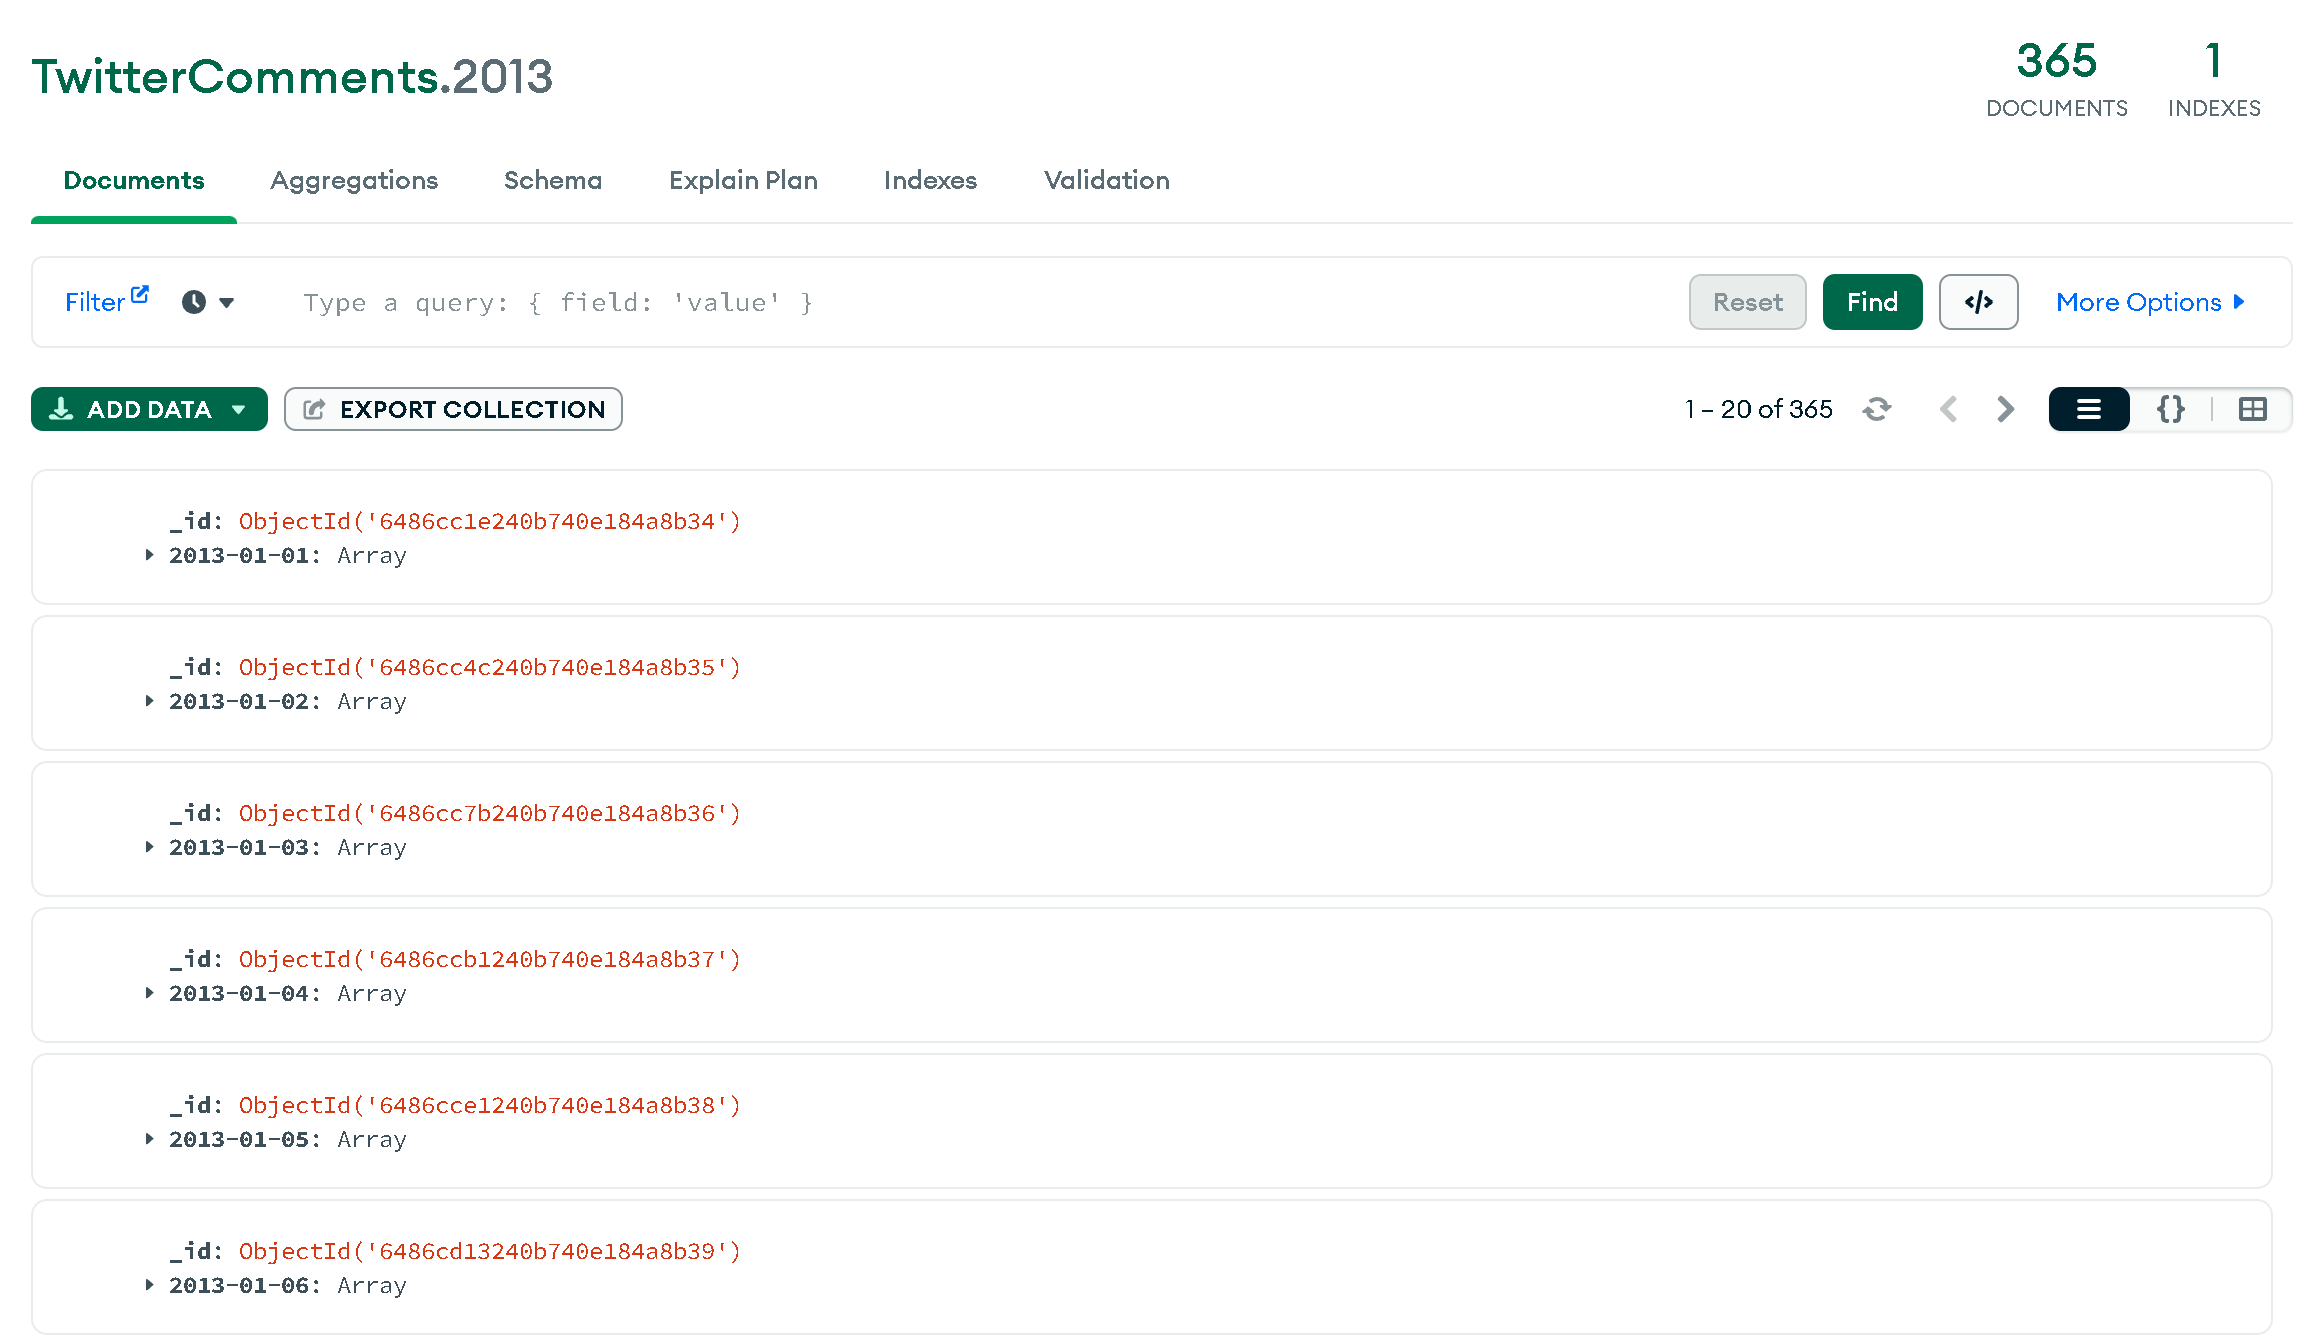 TwitterComments.2013
365
DOCUMENTS
1
INDEXES
Documents Aggregations Schema Explain Plan Indexes Validation
Filter Type a query: { field: 'value' } Reset Find </> More Options
ADD DATA EXPORT COLLECTION 1 – 20 of 365 {}
_id: ObjectId('6486cc1e240b740e184a8b34')
2013-01-01: Array
_id: ObjectId('6486cc4c240b740e184a8b35')
2013-01-02: Array
_id: ObjectId('6486cc7b240b740e184a8b36')
2013-01-03: Array
_id: ObjectId('6486ccb1240b740e184a8b37')
2013-01-04: Array
_id: ObjectId('6486cce1240b740e184a8b38')
2013-01-05: Array
_id: ObjectId('6486cd13240b740e184a8b39')
2013-01-06: Array